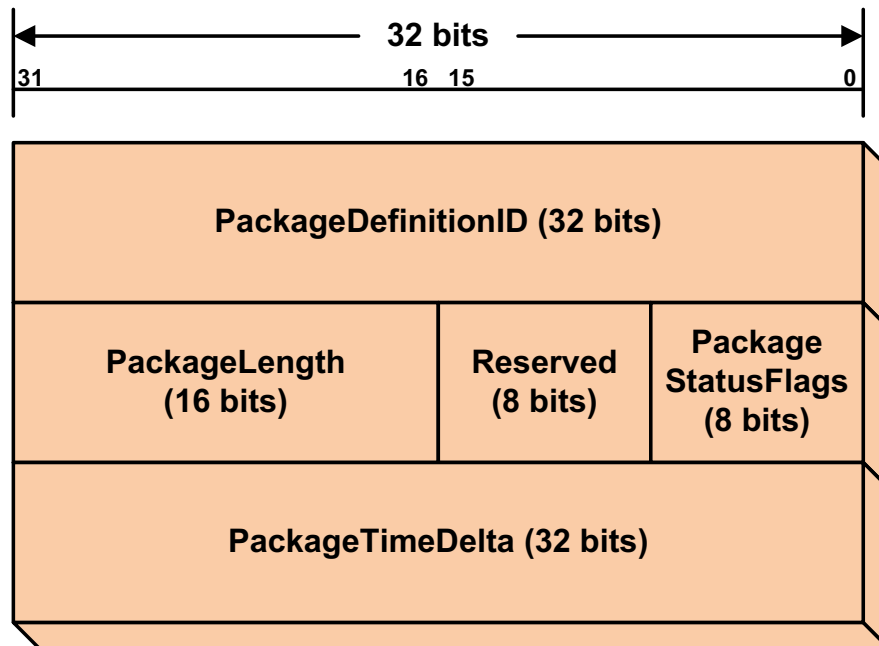 32 bits
31 16 15 0
PackageDefinitionID (32 bits)
PackageLength
(16 bits)
Reserved
(8 bits)
Package
StatusFlags
(8 bits)
PackageTimeDelta (32 bits)